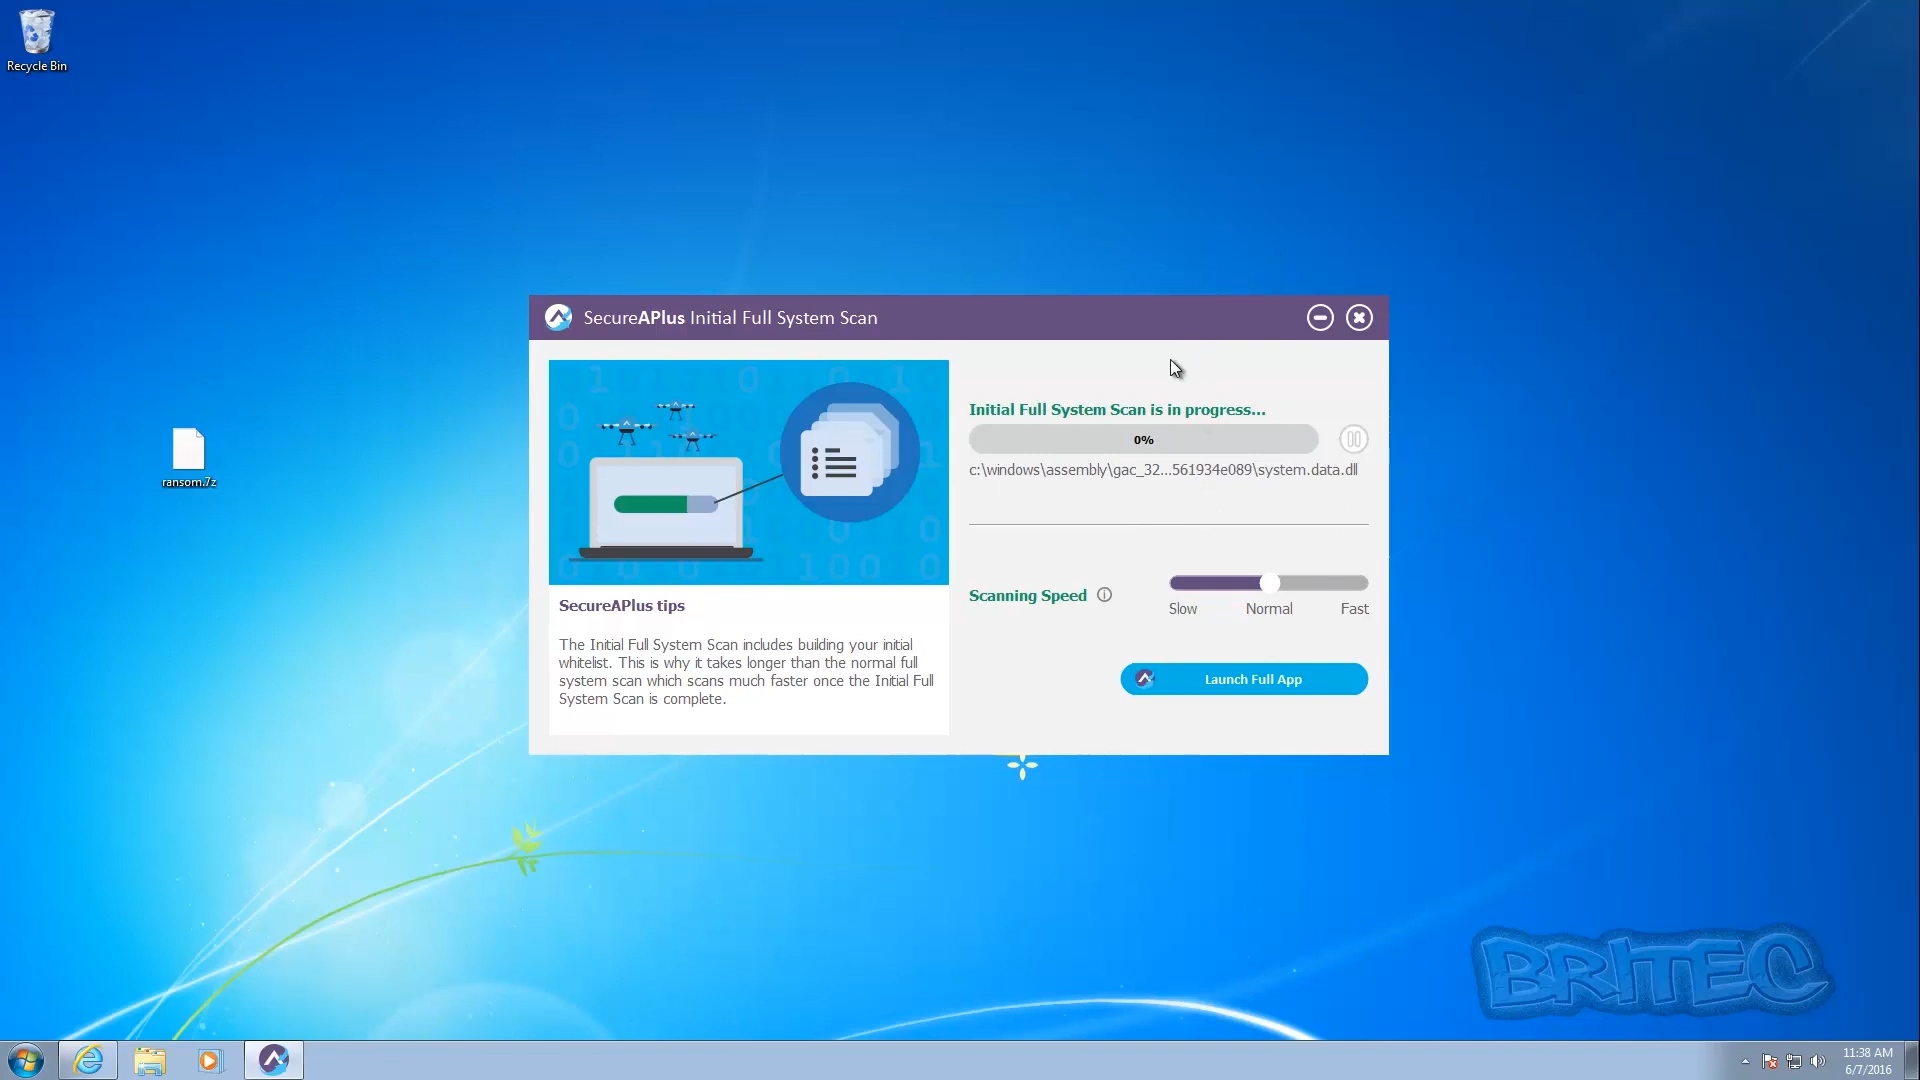 Recycle Bin
SecureAPlus Initial Full System Scan
Initial Full System Scan is in progress...
0%
c:\windows\assembly\gac_32...561934e089\system.data.dll
ransom.7z
Scanning Speed
Slow Normal Fast
SecureAPlus tips
The Initial Full System Scan includes building your initial
whitelist. This is why it takes longer than the normal full
system scan which scans much faster once the Initial Full
System Scan is complete.
Launch Full App
BRITEC
11:38 AM
6/7/2016